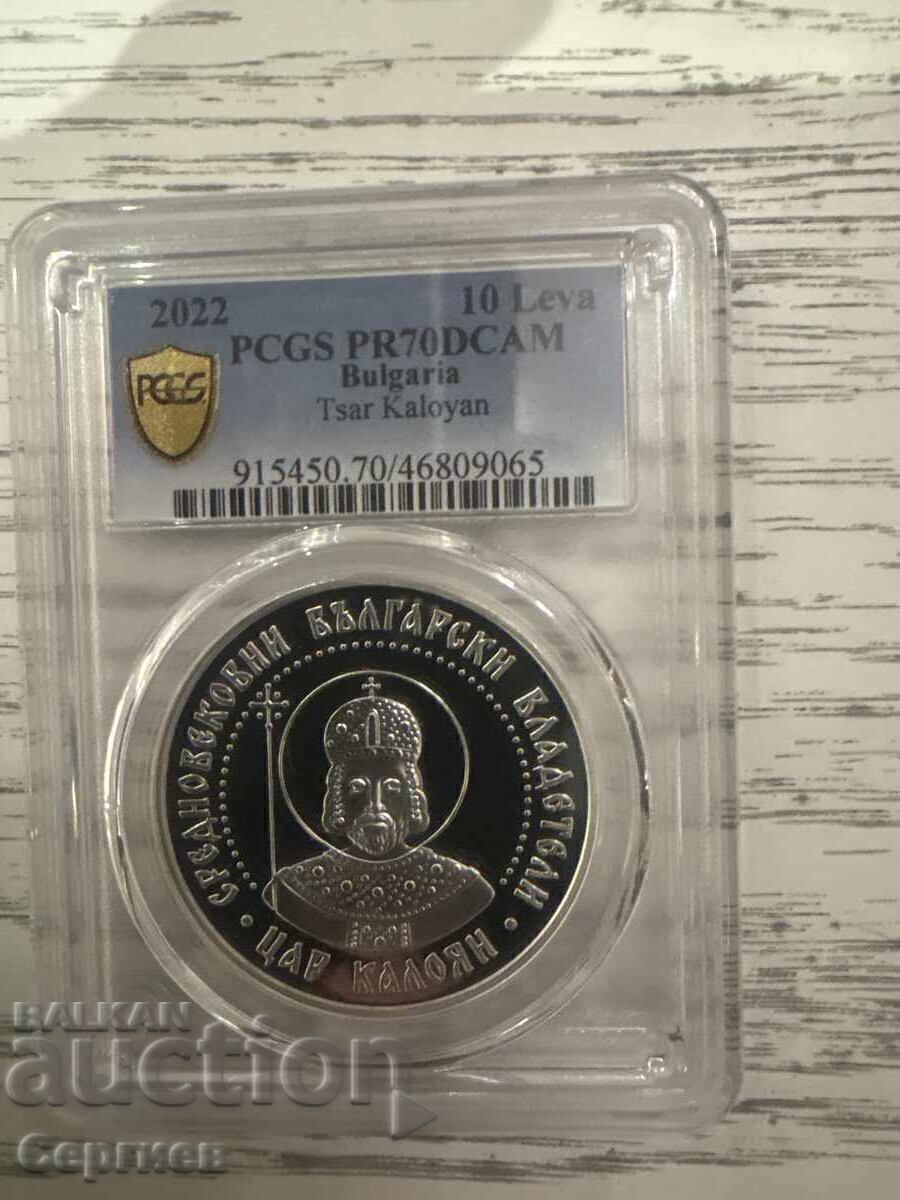 2022 10 Leva
PCGS PR70DCAM
PCGS
Bulgaria
Tsar Kaloyan
915450.70/46809065
СРЕДНОВЕКОВНИ БЪЛГАРСКИ ВЛАДЕТЕЛИ
• ЦАР КАЛОЯН •
BALKAN
auction
Сергиев